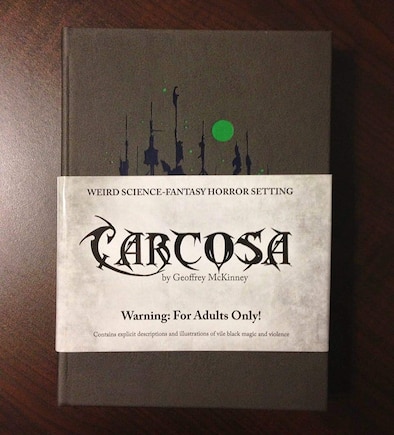 WEIRD SCIENCE-FANTASY HORROR SETTING
CARCOSA
by Geoffrey McKinney
Warning: For Adults Only!
Contains explicit descriptions and illustrations of vile black magic and violence